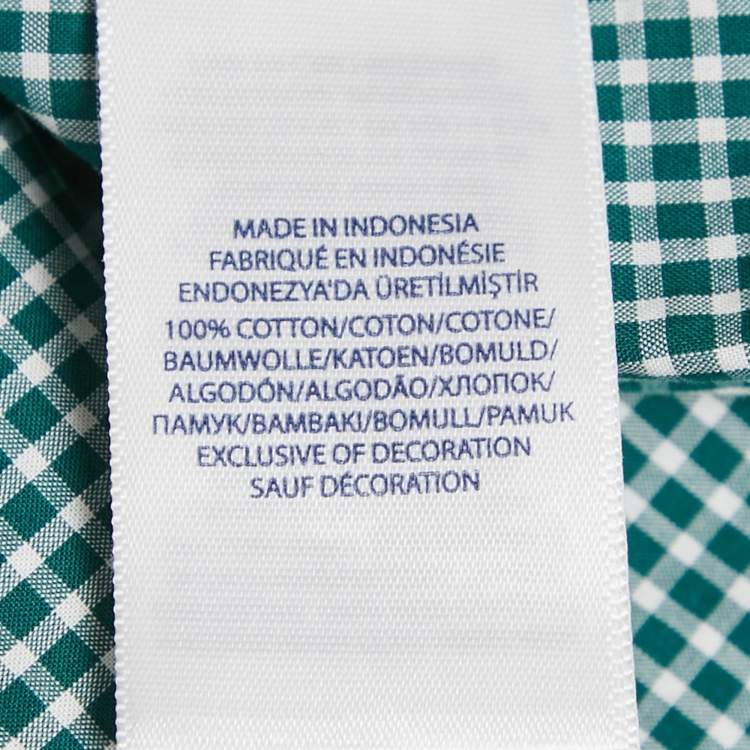 MADE IN INDONESIA
FABRIQUÉ EN INDONÉSIE
ENDONEZYA'DA ÜRETİLMİŞTİR
100% COTTON/COTON/COTONE/
BAUMWOLLE/KATOEN/BOMULD/
ALGODÓN/ALGODÃO/ХЛОПОК/
ПАМУК/BAMBAKI/BOMULL/PAMUK
EXCLUSIVE OF DECORATION
SAUF DÉCORATION